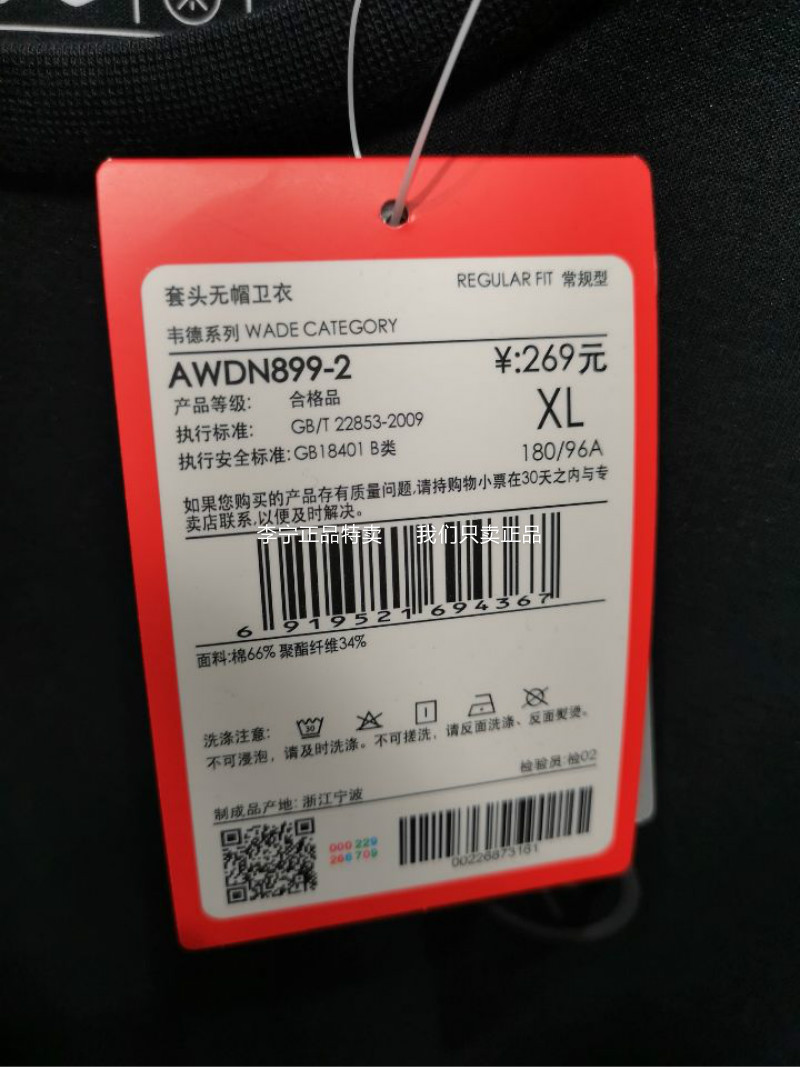 套头无帽卫衣
REGULAR FIT 常规型
韦德系列 WADE CATEGORY
AWDN899-2
¥:269元
产品等级: 合格品
XL
执行标准: GB/T 22853-2009
执行安全标准:GB18401 B类
180/96A
如果您购买的产品存有质量问题,请持购物小票在30天之内与专
卖店联系,以便及时解决。
李宁正品特卖 我们只卖正品
6 919521 694367
面料:棉66% 聚酯纤维34%
洗涤注意:
30
不可浸泡，请及时洗涤。不可搓洗，请反面洗涤、反面熨烫。
检验员:检02
制成品产地: 浙江宁波
000 229
266 709